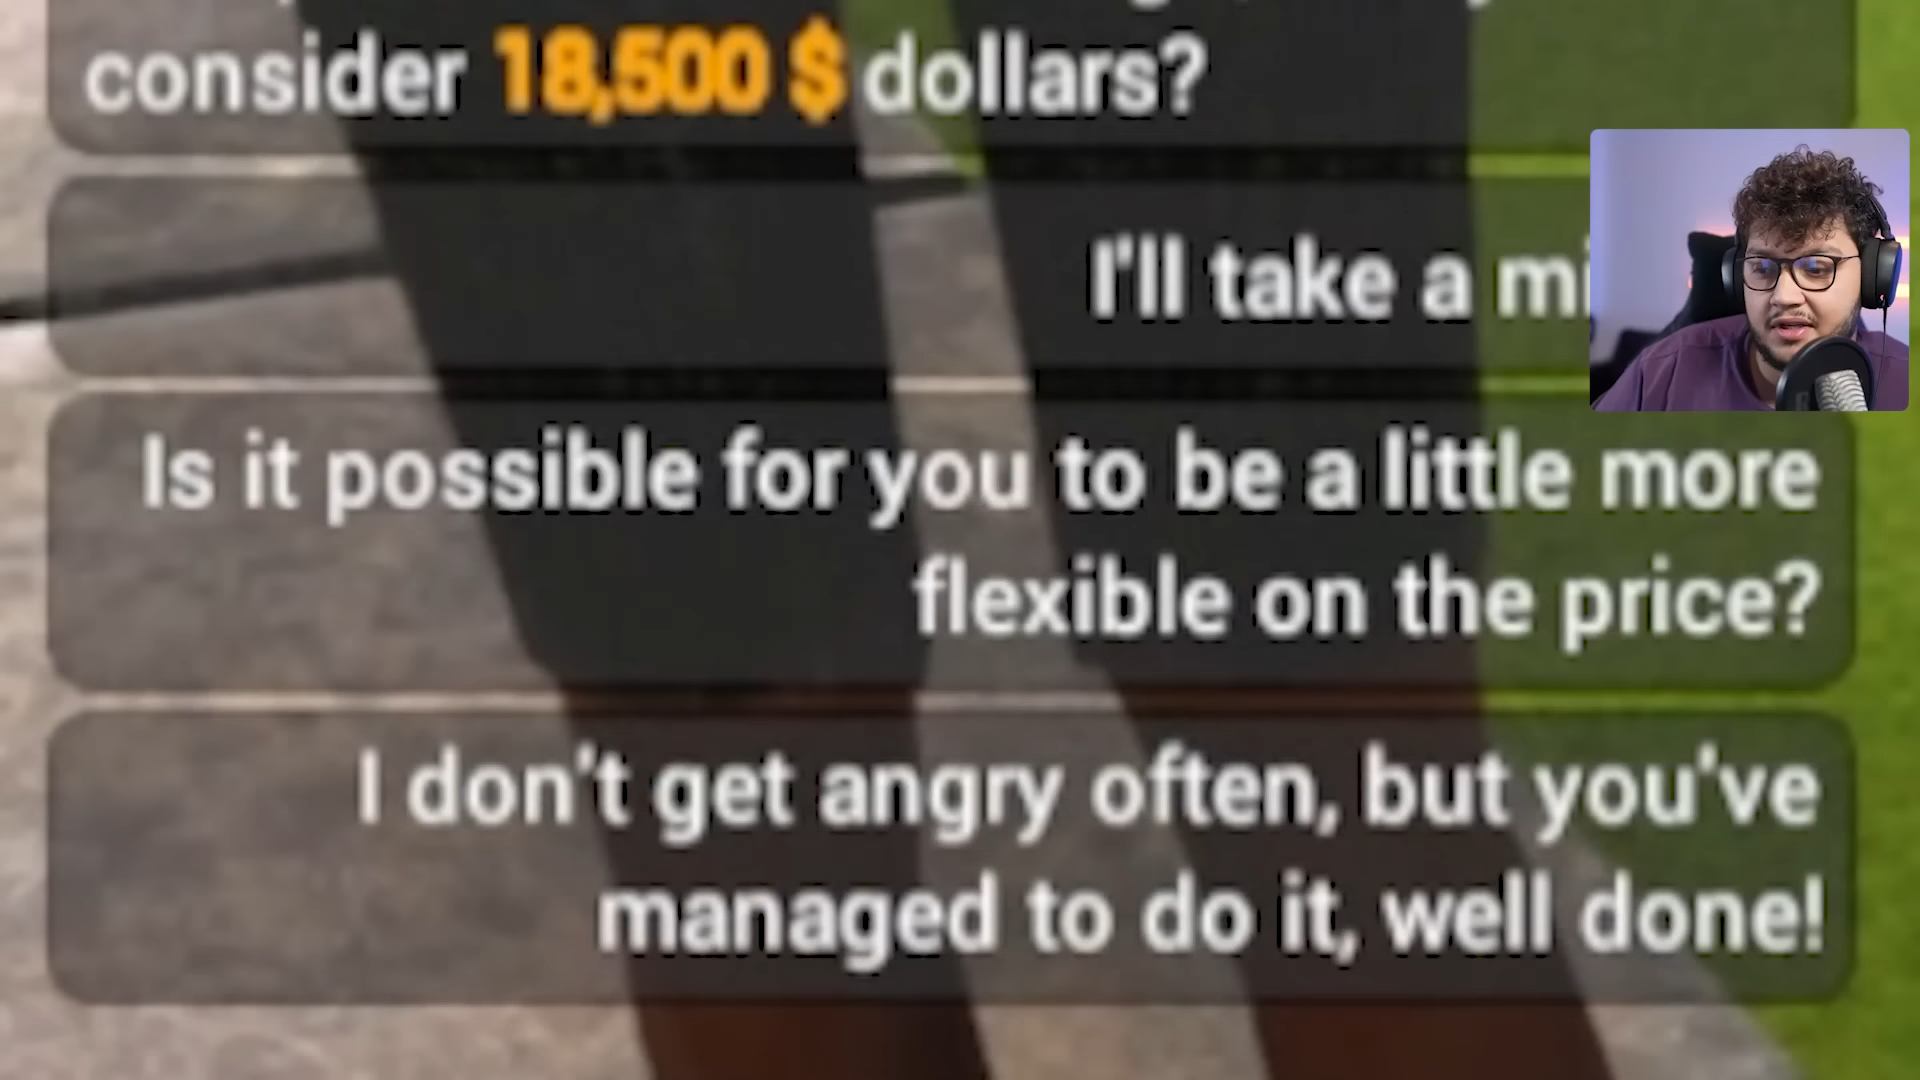 consider 18,500 $ dollars?
I'll take a
Is it possible for you to be a little more
flexible on the price?
I don't get angry often, but you've
managed to do it, well done!